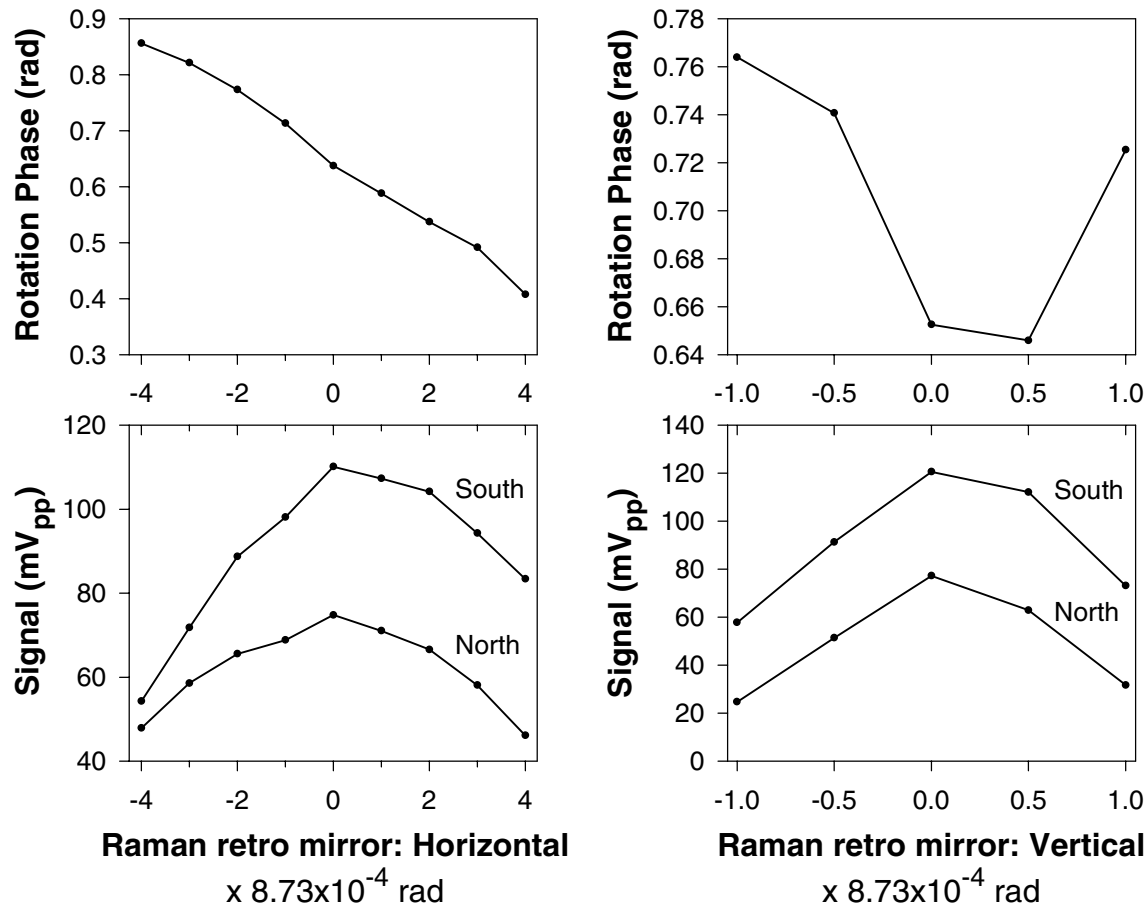 Rotation Phase (rad)
0.9
0.8
0.7
0.6
0.5
0.4
0.3
-4 -2 0 2 4
Rotation Phase (rad)
0.78
0.76
0.74
0.72
0.70
0.68
0.66
0.64
-1.0 -0.5 0.0 0.5 1.0
Signal (mVpp)
120
100
80
60
40
South
North
-4 -2 0 2 4
Raman retro mirror: Horizontal
x 8.73x10-4 rad
Signal (mVpp)
140
120
100
80
60
40
20
0
South
North
-1.0 -0.5 0.0 0.5 1.0
Raman retro mirror: Vertical
x 8.73x10-4 rad